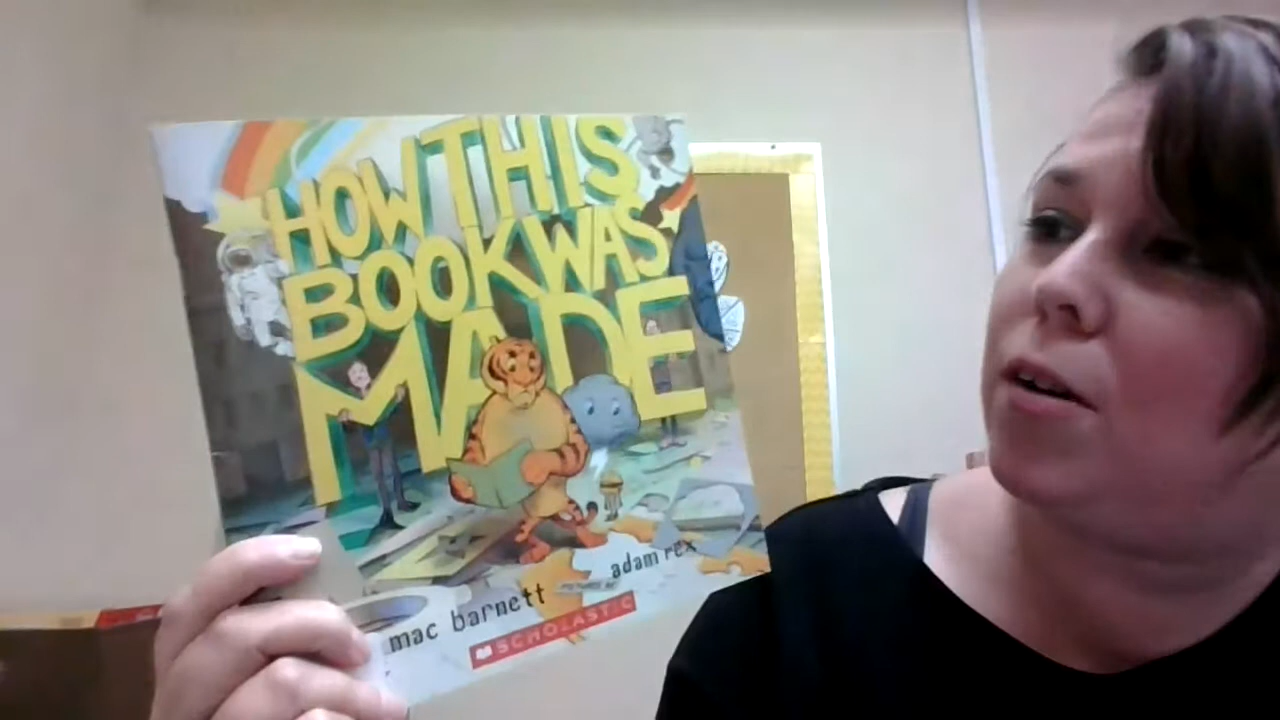 HOW THIS
BOOK WAS
MADE
mac barnett
adam rex
SCHOLASTIC